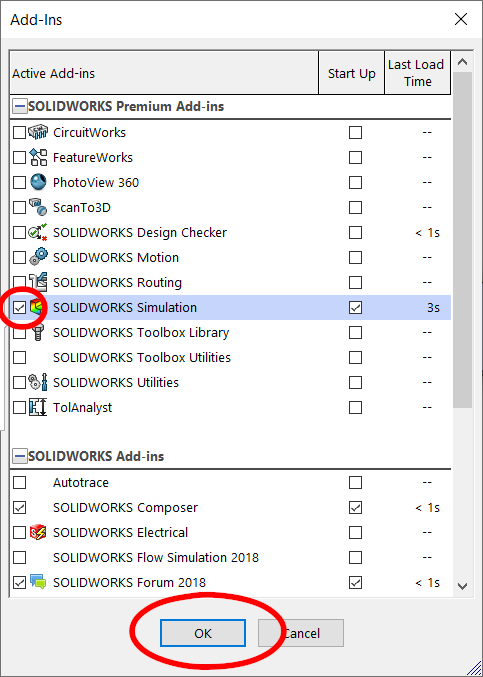 Add-Ins
Active Add-ins Start Up Last Load Time
SOLIDWORKS Premium Add-ins
CircuitWorks --
FeatureWorks --
PhotoView 360 --
ScanTo3D --
SOLIDWORKS Design Checker < 1s
SOLIDWORKS Motion --
SOLIDWORKS Routing --
SOLIDWORKS Simulation 3s
SOLIDWORKS Toolbox Library --
SOLIDWORKS Toolbox Utilities --
SOLIDWORKS Utilities --
TolAnalyst --
SOLIDWORKS Add-ins
Autotrace --
SOLIDWORKS Composer < 1s
SOLIDWORKS Electrical --
SOLIDWORKS Flow Simulation 2018 --
SOLIDWORKS Forum 2018 < 1s
OK Cancel